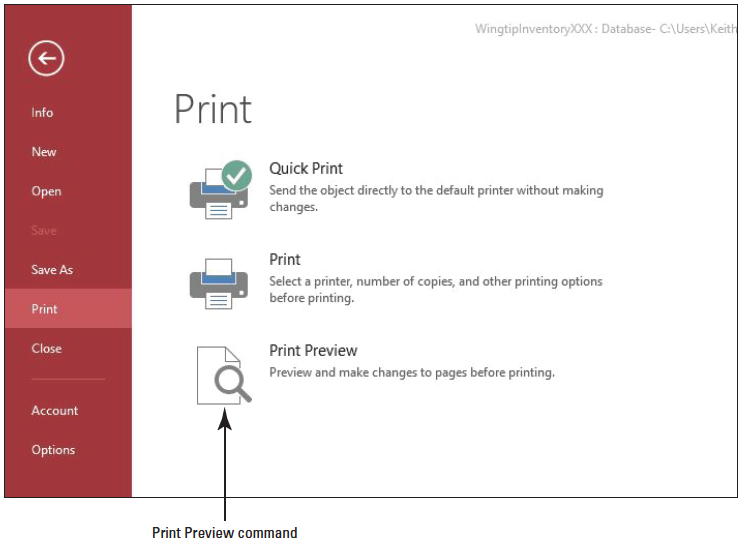 WingtipInventoryXXX : Database- C:\Users\Keith
Info
New
Open
Save
Save As
Print
Close
Account
Options
Print
Quick Print
Send the object directly to the default printer without making
changes.
Print
Select a printer, number of copies, and other printing options
before printing.
Print Preview
Preview and make changes to pages before printing.
Print Preview command